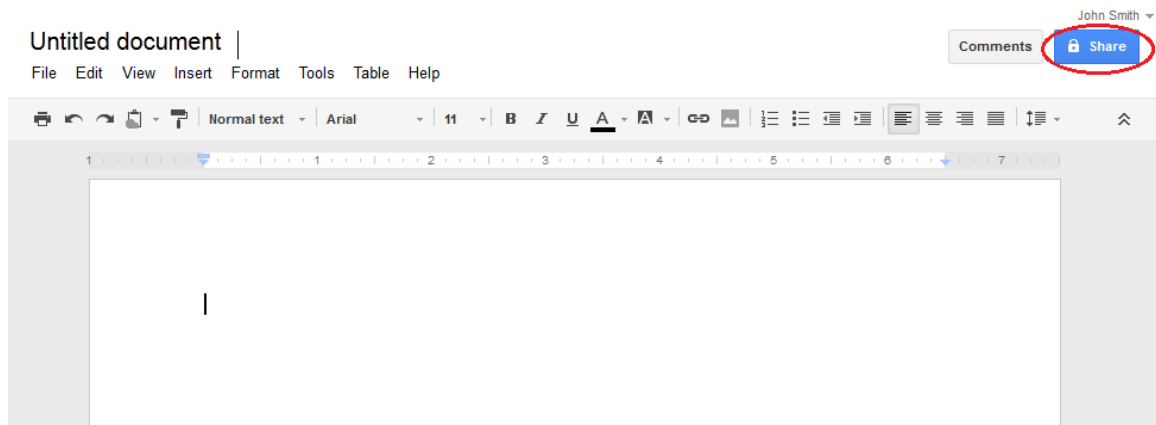 John Smith
Untitled document
Comments Share
File Edit View Insert Format Tools Table Help
Normal text Arial 11 B I U A A
1 1 2 3 4 5 6 7